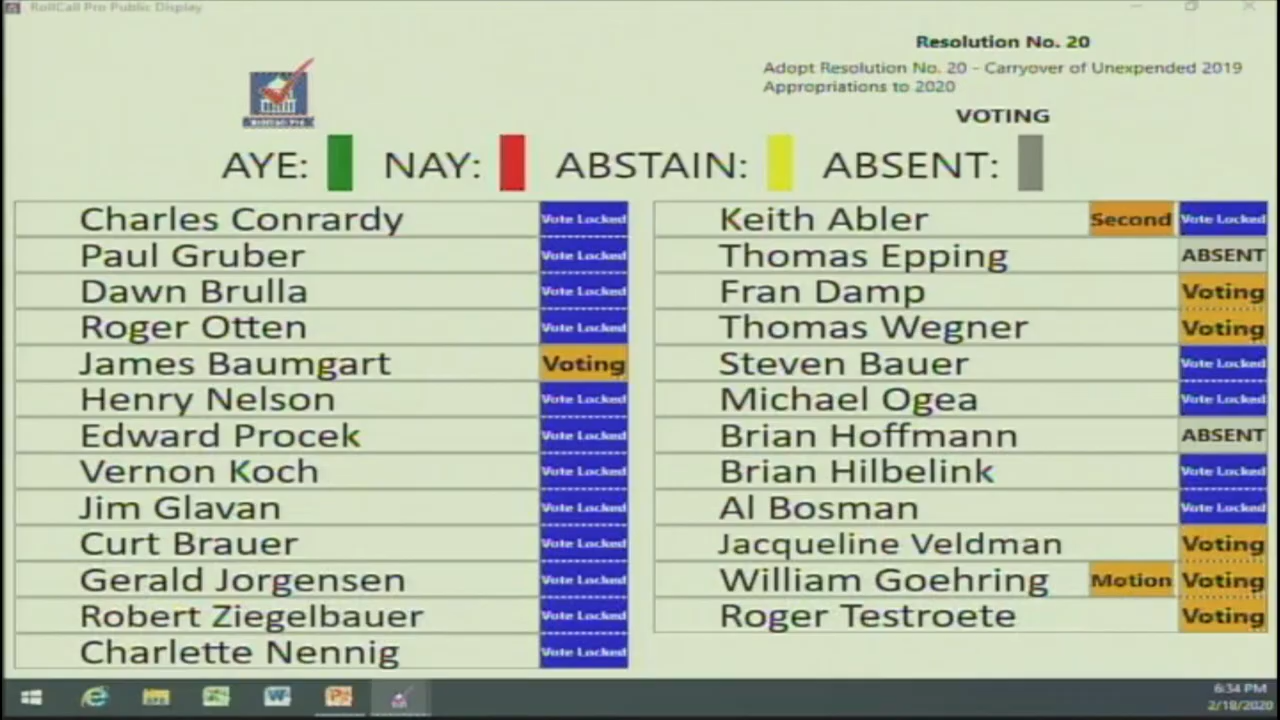 RollCall Pro Public Display
Resolution No. 20
Adopt Resolution No. 20 - Carryover of Unexpended 2019
Appropriations to 2020
VOTING
AYE: NAY: ABSTAIN: ABSENT:
Charles Conrardy Vote Locked
Paul Gruber Vote Locked
Dawn Brulla Vote Locked
Roger Otten Vote Locked
James Baumgart Voting
Henry Nelson Vote Locked
Edward Procek Vote Locked
Vernon Koch Vote Locked
Jim Glavan Vote Locked
Curt Brauer Vote Locked
Gerald Jorgensen Vote Locked
Robert Ziegelbauer Vote Locked
Charlette Nennig Vote Locked
Keith Abler Second Vote Locked
Thomas Epping ABSENT
Fran Damp Voting
Thomas Wegner Voting
Steven Bauer Vote Locked
Michael Ogea Vote Locked
Brian Hoffmann ABSENT
Brian Hilbelink Vote Locked
Al Bosman Vote Locked
Jacqueline Veldman Voting
William Goehring Motion Voting
Roger Testroete Voting
6:34 PM
2/18/2020